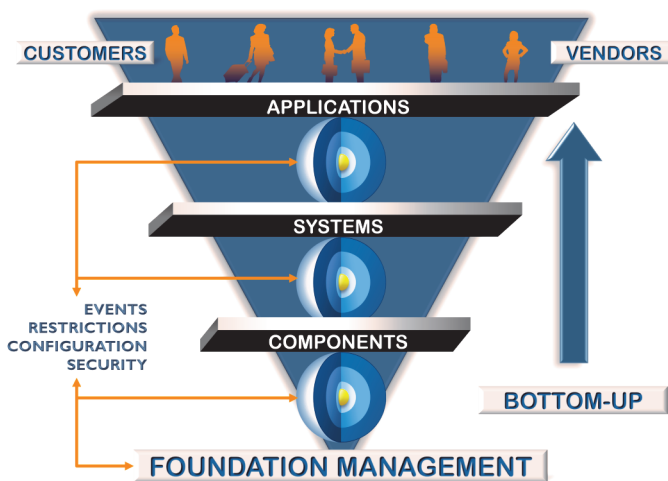 CUSTOMERS
VENDORS
APPLICATIONS
SYSTEMS
EVENTS
RESTRICTIONS
CONFIGURATION
SECURITY
COMPONENTS
BOTTOM-UP
FOUNDATION MANAGEMENT